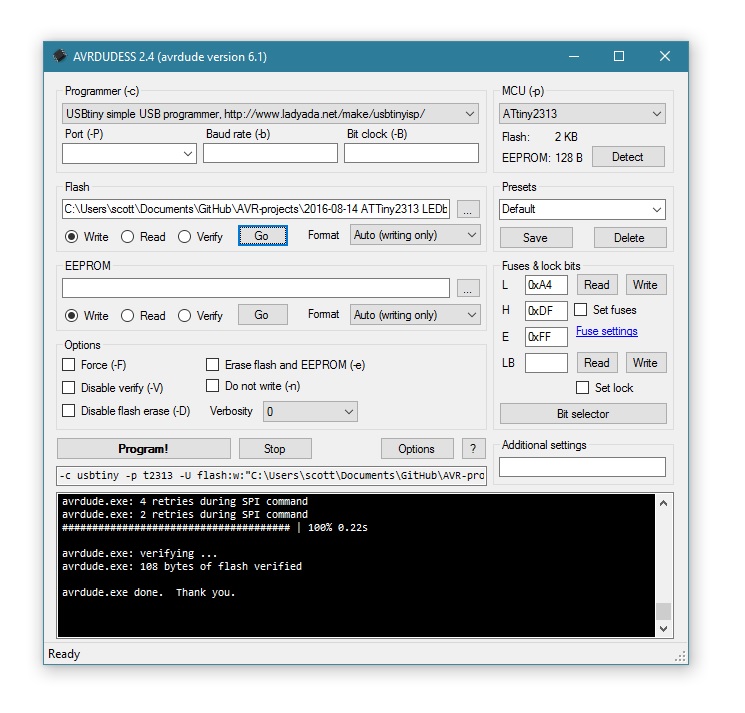 AVRDUDESS 2.4 (avrdude version 6.1)
Programmer (-c)
USBtiny simple USB programmer, http://www.ladyada.net/make/usbtinyisp/
Port (-P)
Baud rate (-b)
Bit clock (-B)
MCU (-p)
ATtiny2313
Flash: 2 KB
EEPROM: 128 B
Detect
Flash
C:\Users\scott\Documents\GitHub\AVR-projects\2016-08-14 ATTiny2313 LEDb
...
Write
Read
Verify
Go
Format
Auto (writing only)
Presets
Default
Save
Delete
EEPROM
...
Write
Read
Verify
Go
Format
Auto (writing only)
Fuses & lock bits
L 0xA4 Read Write
H 0xDF Set fuses
E 0xFF Fuse settings
LB Read Write
Set lock
Bit selector
Options
Force (-F)
Erase flash and EEPROM (-e)
Disable verify (-V)
Do not write (-n)
Disable flash erase (-D)
Verbosity 0
Program!
Stop
Options
?
Additional settings
-c usbtiny -p t2313 -U flash:w:"C:\Users\scott\Documents\GitHub\AVR-pro
avrdude.exe: 4 retries during SPI command
avrdude.exe: 2 retries during SPI command
###################################### | 100% 0.22s
avrdude.exe: verifying ...
avrdude.exe: 108 bytes of flash verified
avrdude.exe done.  Thank you.
Ready